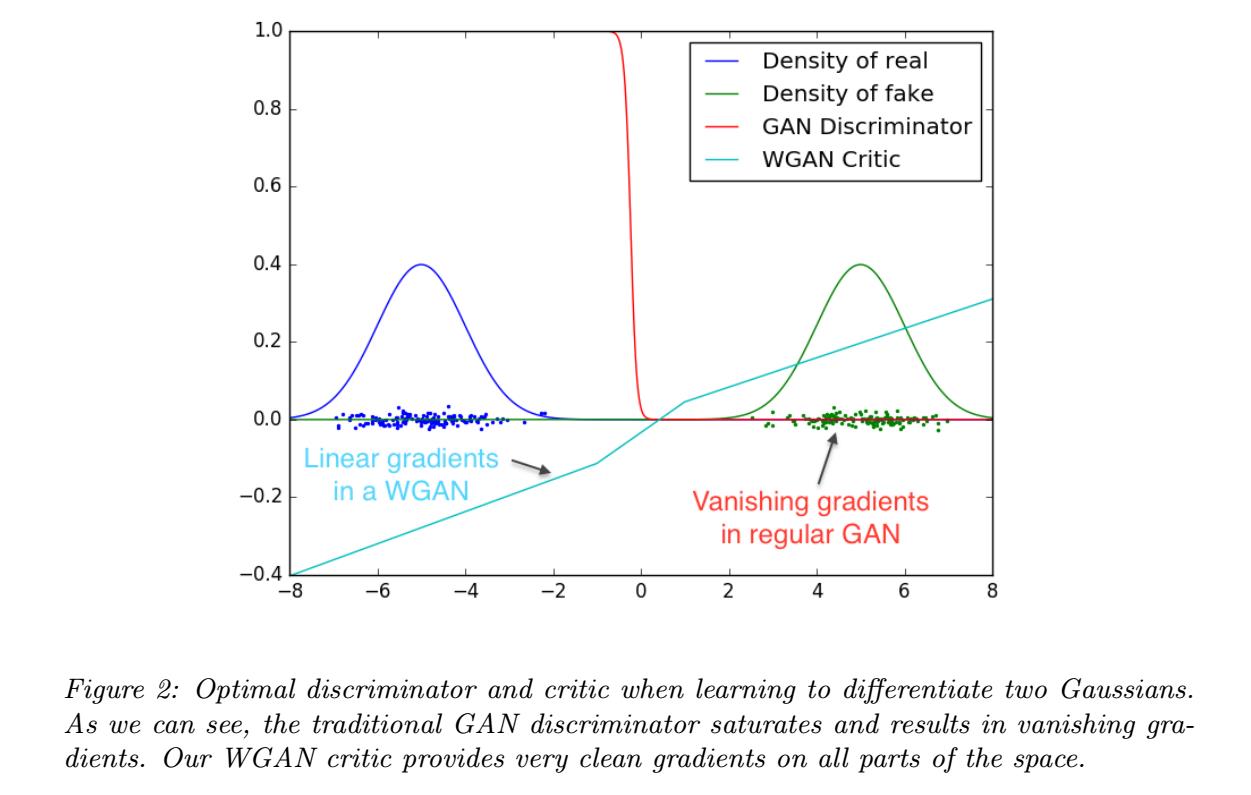 1.0
Density of real
Density of fake
GAN Discriminator
WGAN Critic
0.8
0.6
0.4
0.2
0.0
Linear gradients
in a WGAN
−0.2
Vanishing gradients
in regular GAN
−0.4
−8 −6 −4 −2 0 2 4 6 8
Figure 2: Optimal discriminator and critic when learning to differentiate two Gaussians.
As we can see, the traditional GAN discriminator saturates and results in vanishing gra-
dients. Our WGAN critic provides very clean gradients on all parts of the space.